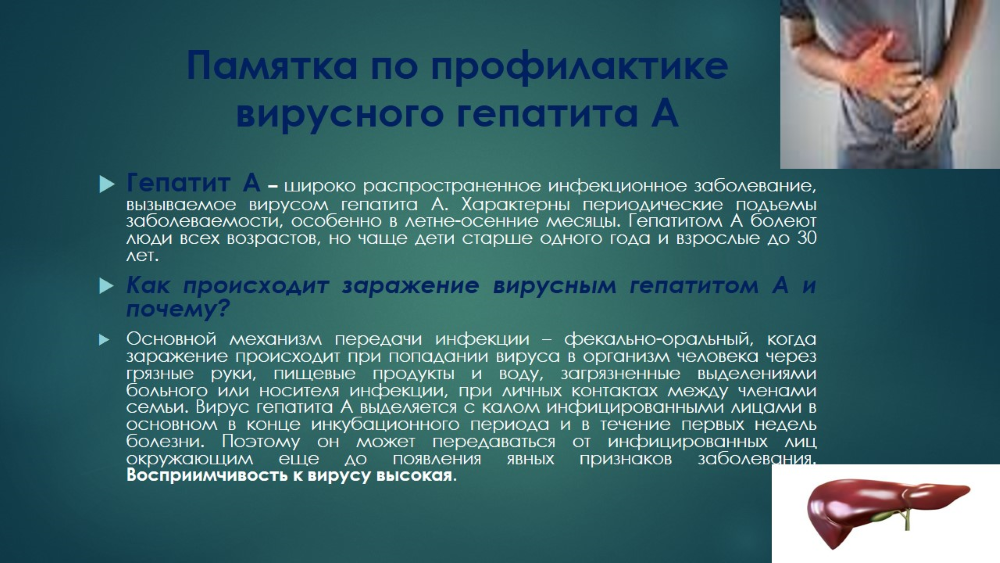 Памятка по профилактике
вирусного гепатита А
Гепатит А – широко распространенное инфекционное заболевание,
вызываемое вирусом гепатита А. Характерны периодические подъемы
заболеваемости, особенно в летне-осенние месяцы. Гепатитом А болеют
люди всех возрастов, но чаще дети старше одного года и взрослые до 30
лет.
Как происходит заражение вирусным гепатитом А и
почему?
Основной механизм передачи инфекции – фекально-оральный, когда
заражение происходит при попадании вируса в организм человека через
грязные руки, пищевые продукты и воду, загрязненные выделениями
больного или носителя инфекции, при личных контактах между членами
семьи. Вирус гепатита А выделяется с калом инфицированными лицами в
основном в конце инкубационного периода и в течение первых недель
болезни. Поэтому он может передаваться от инфицированных лиц
окружающим еще до появления явных признаков заболевания.
Восприимчивость к вирусу высокая.